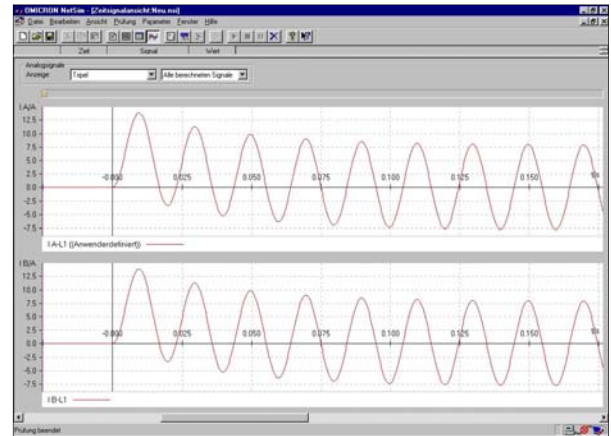 OMICRON NetSim - [Zeitsignalansicht:Neu.nsi]
Datei Bearbeiten Ansicht Prüfung Parameter Fenster Hilfe
Zeit Signal Wert
Analogsignale
Anzeige: Tripel Alle berechneten Signale
I A/A
12.5
10.0
7.5
5.0
2.5
-0.000 0.025 0.050 0.075 0.100 0.125 0.150
0.0
-2.5
-5.0
-7.5
I A-L1 ((Anwenderdefiniert))
I B/A
12.5
10.0
7.5
5.0
2.5
-0.000 0.025 0.050 0.075 0.100 0.125 0.150
0.0
-2.5
-5.0
-7.5
I B-L1
Prüfung beendet